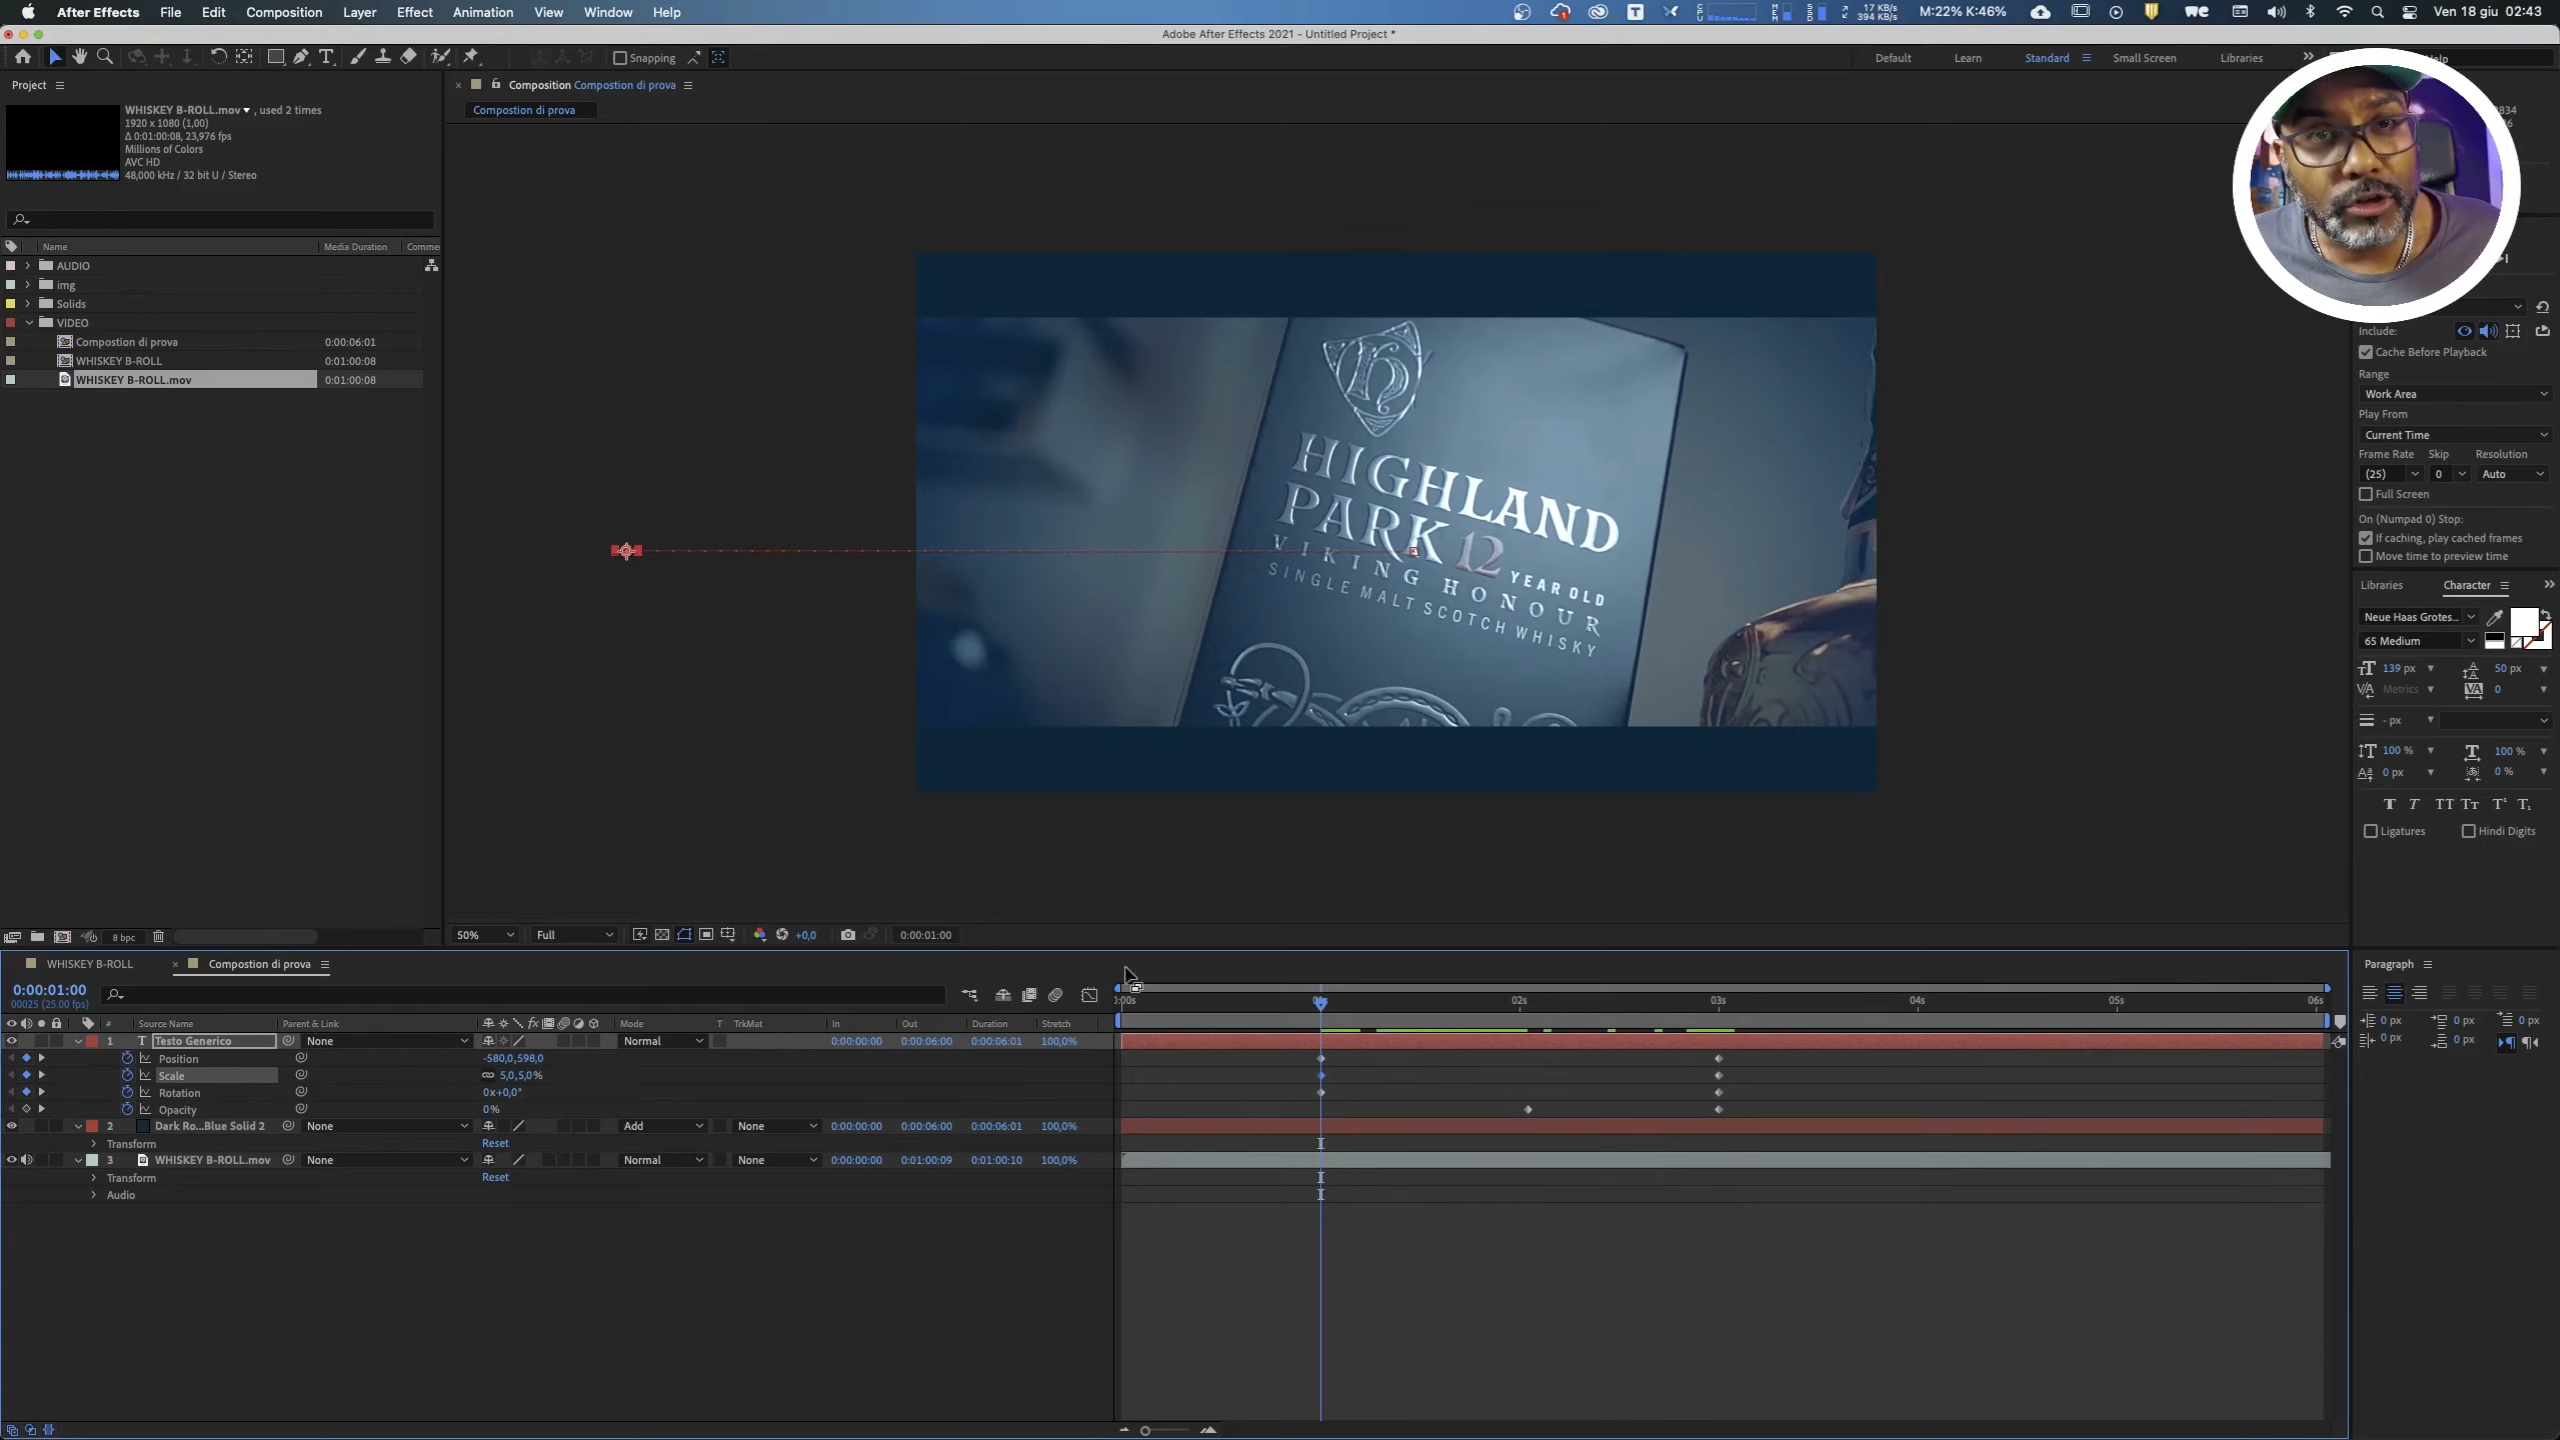 After Effects File Edit Composition Layer Effect Animation View Window Help
17 KB/s
394 KB/s
M:22% K:46%
Ven 18 giu 02:43
Adobe After Effects 2021 - Untitled Project *
Snapping
Default Learn Standard Small Screen Libraries
Project
Composition Compostion di prova
Compostion di prova
WHISKEY B-ROLL.mov , used 2 times
1920 x 1080 (1,00)
Δ 0:01:00:08, 23,976 fps
Millions of Colors
AVC HD
48,000 kHz / 32 bit U / Stereo
Name Media Duration Comme
AUDIO
img
Solids
VIDEO
Compostion di prova 0:00:06:01
WHISKEY B-ROLL 0:01:00:08
WHISKEY B-ROLL.mov 0:01:00:08
HIGHLAND
PARK 12
YEAR OLD
VIKING HONOUR
SINGLE MALT SCOTCH WHISKY
Include:
Cache Before Playback
Range
Work Area
Play From
Current Time
Frame Rate Skip Resolution
(25) 0 Auto
Full Screen
On (Numpad 0) Stop:
If caching, play cached frames
Move time to preview time
Libraries Character
Neue Haas Grotes...
65 Medium
139 px 50 px
Metrics 0
- px
100 % 100 %
0 px 0 %
T T TT Tт T¹ T₁
Ligatures Hindi Digits
8 bpc
50% Full +0,0 0:00:01:00
WHISKEY B-ROLL Compostion di prova
0:00:01:00
00025 (25.00 fps)
# Source Name Parent & Link fx Mode T TrkMat In Out Duration Stretch
:00s 02s 03s 04s 05s 06s
1 T Testo Generico None Normal 0:00:00:00 0:00:06:00 0:00:06:01 100,0%
Position -580,0,598,0
Scale 5,0,5,0%
Rotation 0x+0,0°
Opacity 0%
2 Dark Ro...Blue Solid 2 None Add None 0:00:00:00 0:00:06:00 0:00:06:01 100,0%
Transform Reset
3 WHISKEY B-ROLL.mov None Normal None 0:00:00:00 0:01:00:09 0:01:00:10 100,0%
Transform Reset
Audio
Paragraph
0 px 0 px 0 px
0 px 0 px